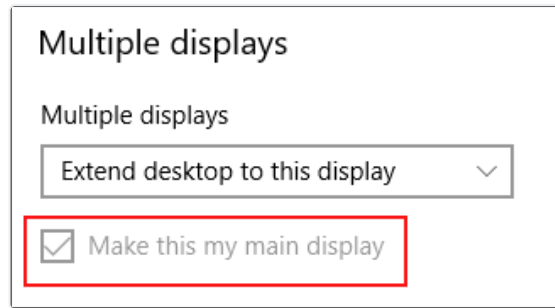 Multiple displays
Multiple displays
Extend desktop to this display
Make this my main display